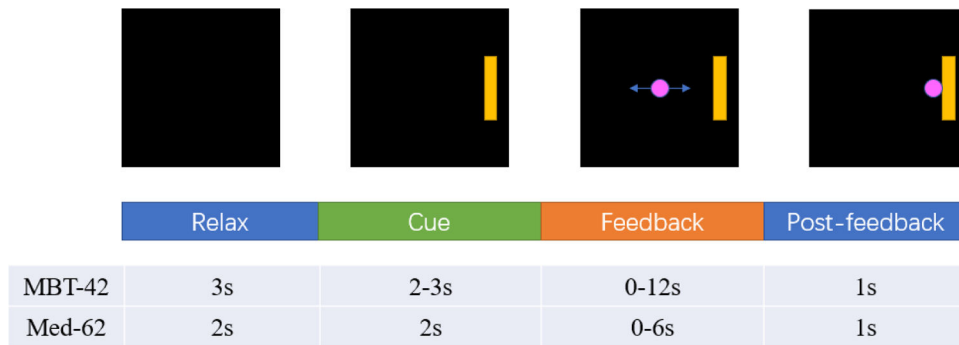 Relax Cue Feedback Post-feedback
MBT-42 3s 2-3s 0-12s 1s
Med-62 2s 2s 0-6s 1s